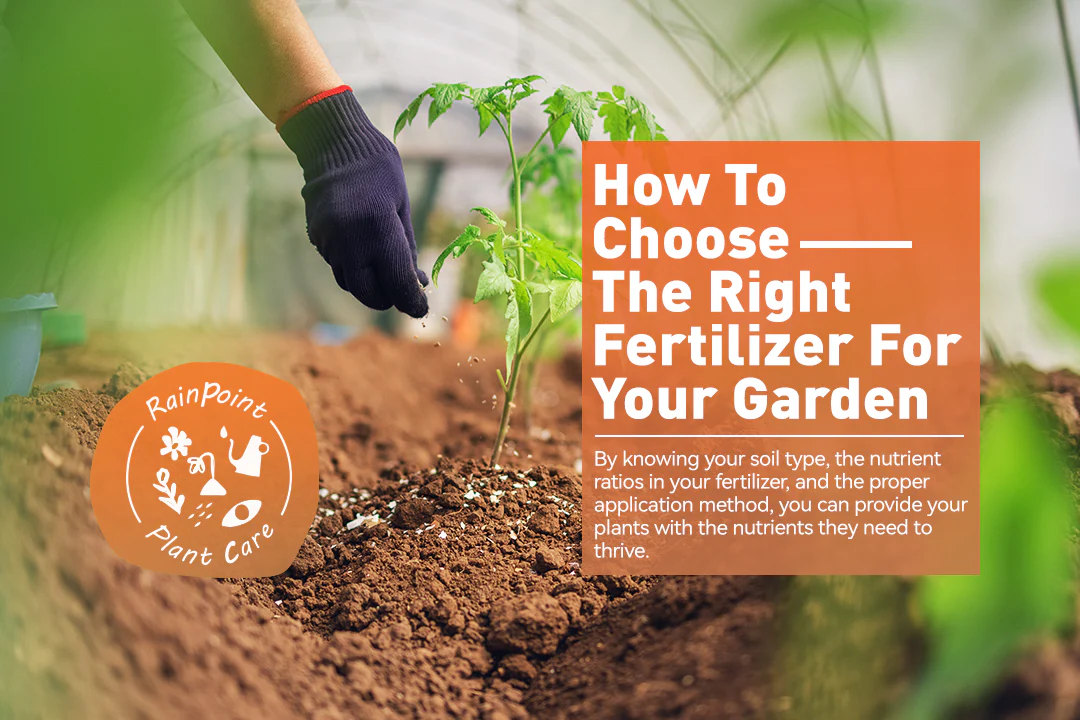 How To
Choose
The Right
Fertilizer For
Your Garden
By knowing your soil type, the nutrient
ratios in your fertilizer, and the proper
application method, you can provide your
plants with the nutrients they need to
thrive.
RainPoint
Plant Care